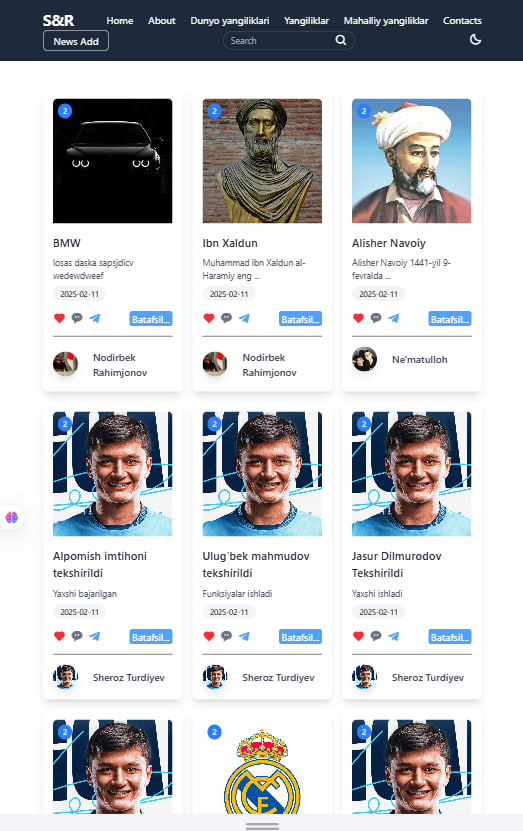 S&R
Home About Dunyo yangiliklari Yangiliklar Mahalliy yangiliklar Contacts
News Add
Search
2
2
2
BMW
Ibn Xaldun
Alisher Navoiy
Iosas daska sapsjdicv
wedewdweef
Muhammad ibn Xaldun al-
Haramiy eng ...
Alisher Navoiy 1441-yil 9-
fevralda ...
2025-02-11
2025-02-11
2025-02-11
Batafsil...
Batafsil...
Batafsil...
Nodirbek
Rahimjonov
Nodirbek
Rahimjonov
Ne'matulloh
2
2
2
Alpomish imtihoni
tekshirildi
Ulug`bek mahmudov
tekshirildi
Jasur Dilmurodov
Tekshirildi
Yaxshi bajarilgan
Funksiyalar ishladi
Yaxshi ishladi
2025-02-11
2025-02-11
2025-02-11
Batafsil...
Batafsil...
Batafsil...
Sheroz Turdiyev
Sheroz Turdiyev
Sheroz Turdiyev
2
2
2